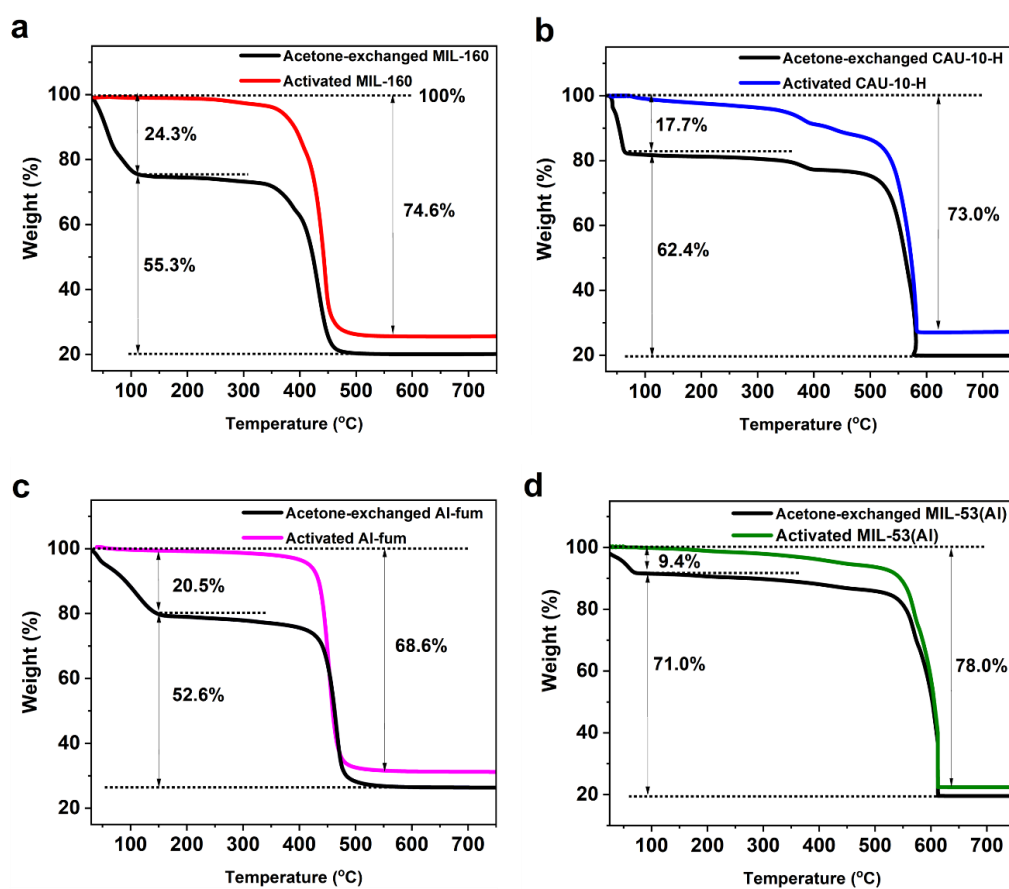 a
Acetone-exchanged MIL-160
Activated MIL-160
100%
24.3%
55.3%
74.6%
100
80
60
40
20
Weight (%)
100 200 300 400 500 600 700
Temperature (°C)
b
Acetone-exchanged CAU-10-H
Activated CAU-10-H
17.7%
62.4%
73.0%
100
80
60
40
20
Weight (%)
100 200 300 400 500 600 700
Temperature (°C)
c
Acetone-exchanged Al-fum
Activated Al-fum
20.5%
52.6%
68.6%
100
80
60
40
20
Weight (%)
100 200 300 400 500 600 700
Temperature (°C)
d
Acetone-exchanged MIL-53(Al)
Activated MIL-53(Al)
9.4%
71.0%
78.0%
100
80
60
40
20
Weight (%)
100 200 300 400 500 600 700
Temperature (°C)